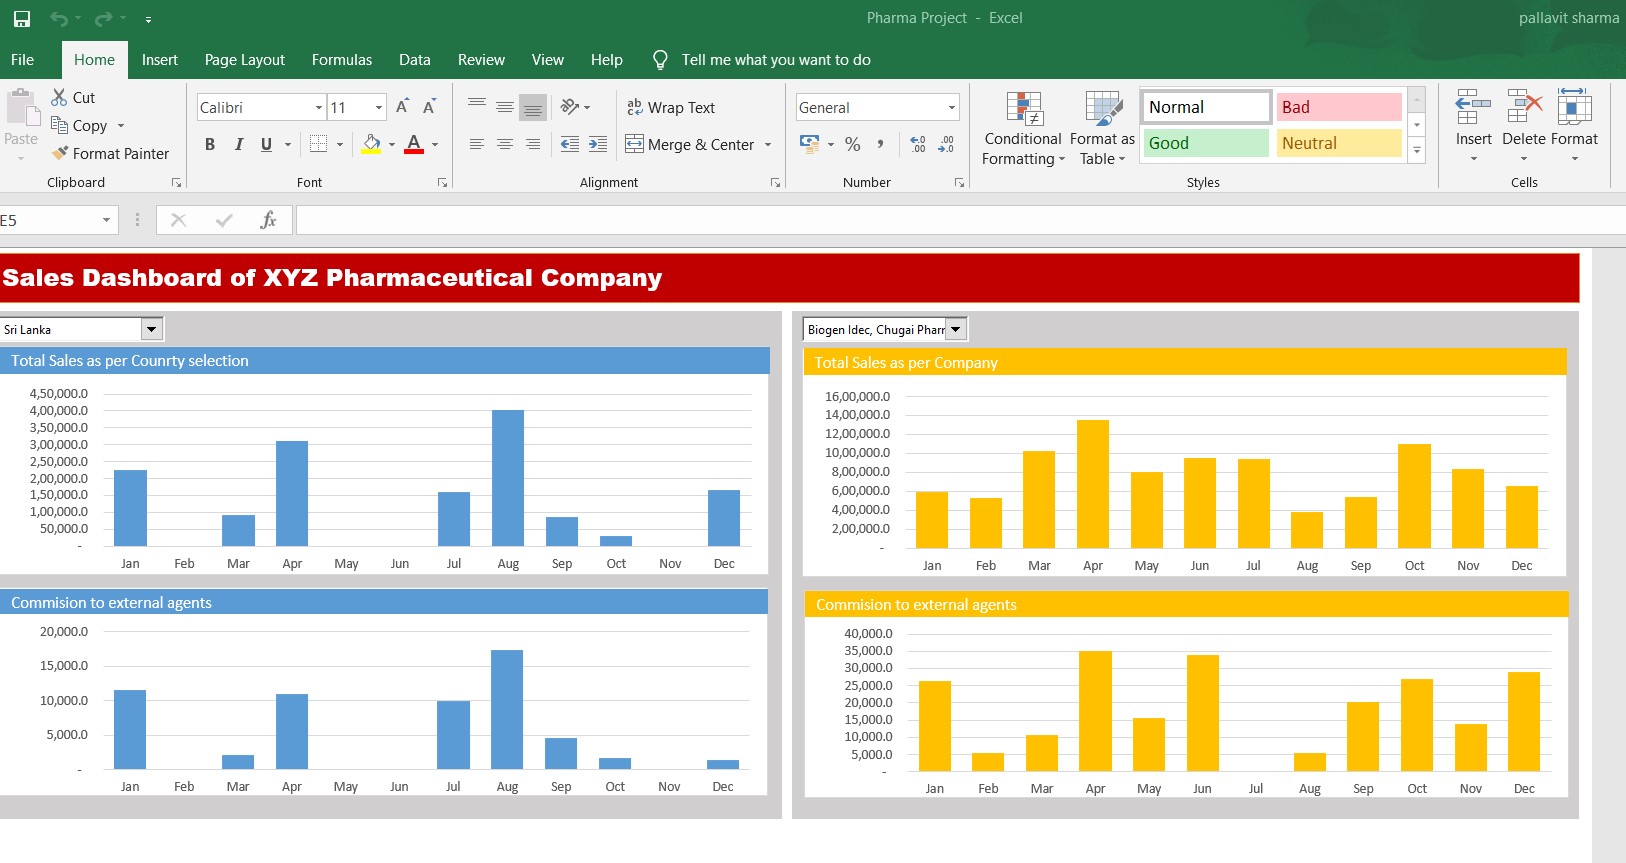 Pharma Project - Excel
pallavit sharma
File Home Insert Page Layout Formulas Data Review View Help Tell me what you want to do
Paste
Cut
Copy
Format Painter
Clipboard
Calibri 11 A A
B I U A
Font
ab Wrap Text
Merge & Center
Alignment
General
% , .00 .0
Number
Conditional
Formatting
Format as
Table
Normal Bad
Good Neutral
Styles
Insert Delete Format
Cells
E5
fx
Sales Dashboard of XYZ Pharmaceutical Company
Sri Lanka
Total Sales as per Counrty selection
4,50,000.0
4,00,000.0
3,50,000.0
3,00,000.0
2,50,000.0
2,00,000.0
1,50,000.0
1,00,000.0
50,000.0
-
Jan Feb Mar Apr May Jun Jul Aug Sep Oct Nov Dec
Commision to external agents
20,000.0
15,000.0
10,000.0
5,000.0
-
Jan Feb Mar Apr May Jun Jul Aug Sep Oct Nov Dec
Biogen Idec, Chugai Pharr
Total Sales as per Company
16,00,000.0
14,00,000.0
12,00,000.0
10,00,000.0
8,00,000.0
6,00,000.0
4,00,000.0
2,00,000.0
-
Jan Feb Mar Apr May Jun Jul Aug Sep Oct Nov Dec
Commision to external agents
40,000.0
35,000.0
30,000.0
25,000.0
20,000.0
15,000.0
10,000.0
5,000.0
-
Jan Feb Mar Apr May Jun Jul Aug Sep Oct Nov Dec